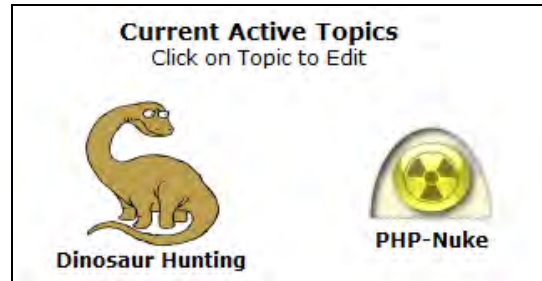 Current Active Topics
Click on Topic to Edit
Dinosaur Hunting
PHP-Nuke